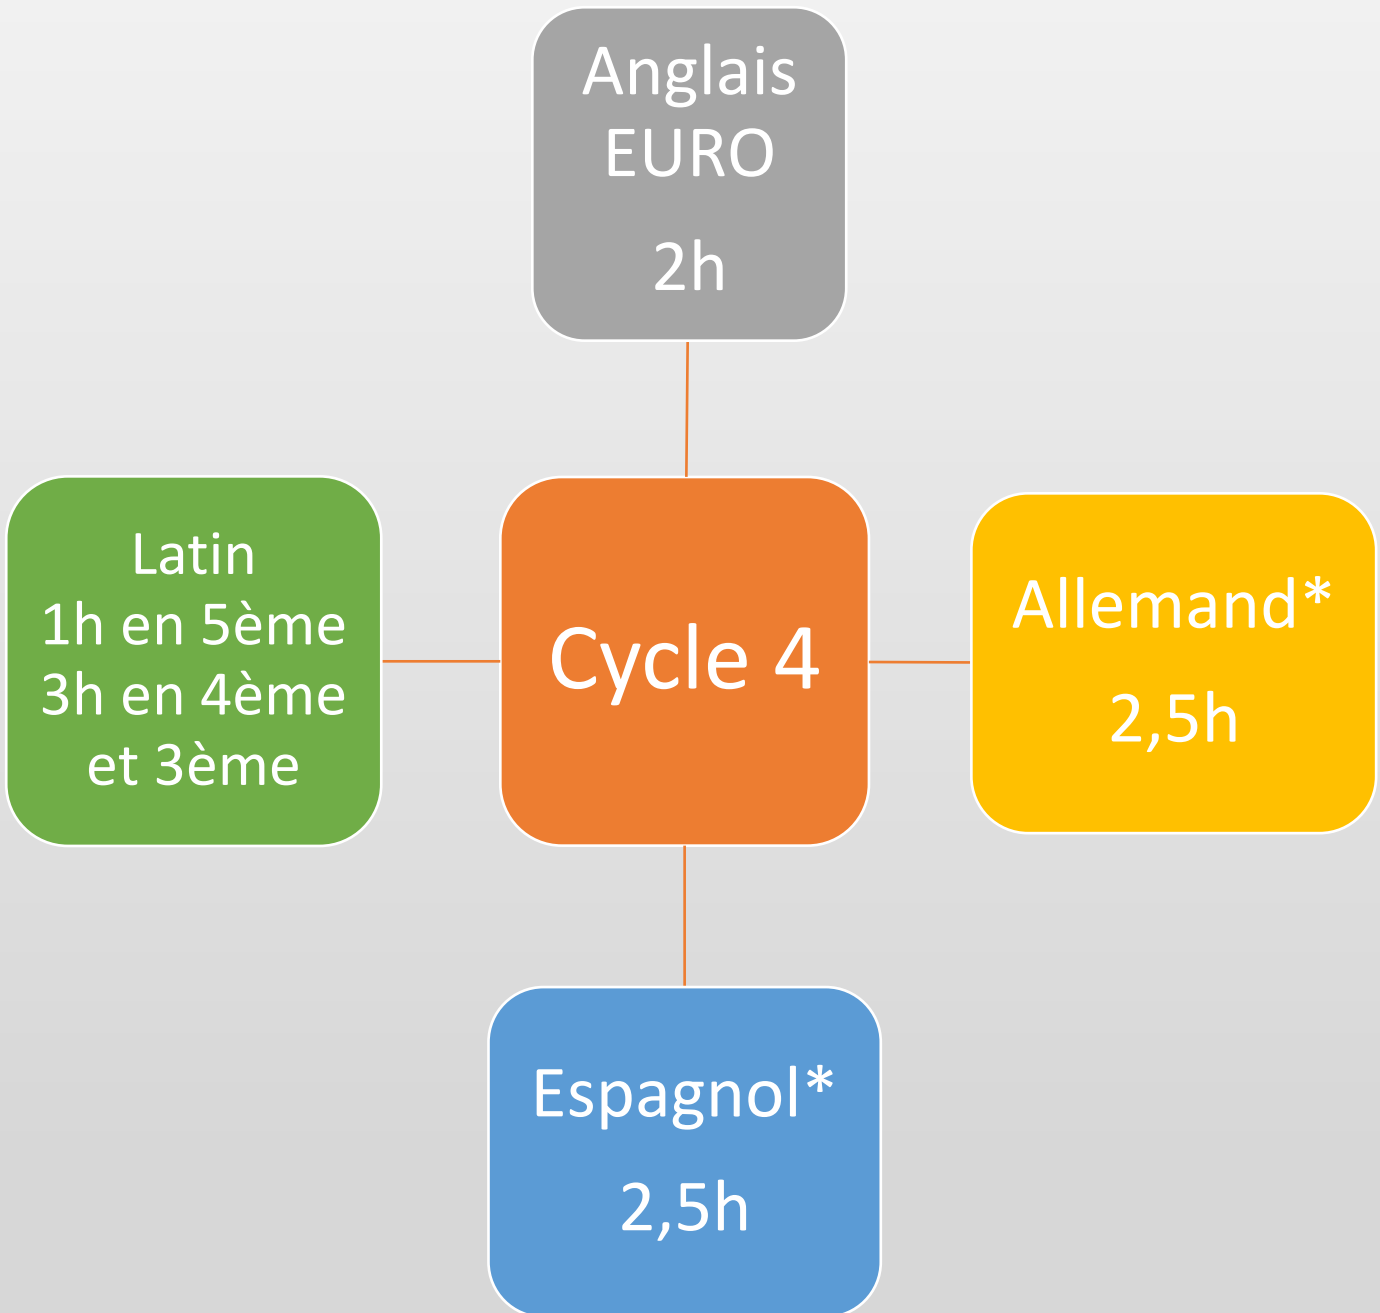 Anglais
EURO
2h
Latin
1h en 5ème
3h en 4ème
et 3ème
Cycle 4
Allemand*
2,5h
Espagnol*
2,5h